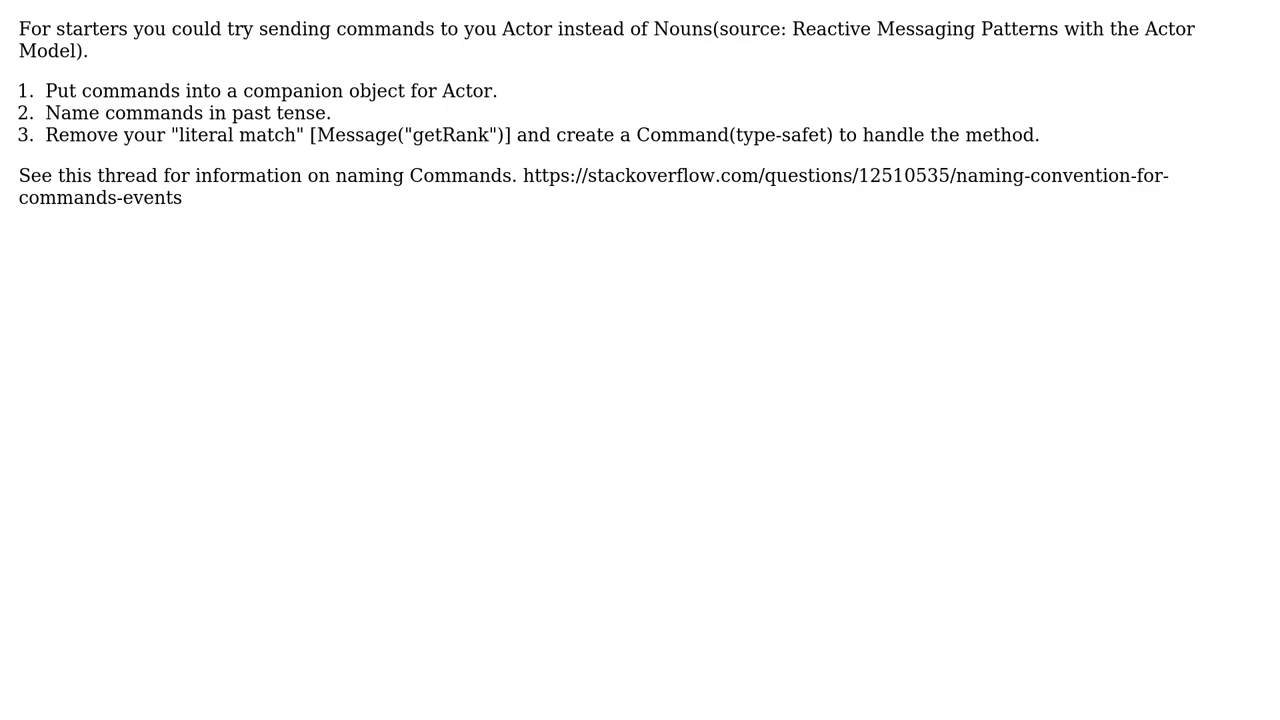 For starters you could try sending commands to you Actor instead of Nouns(source: Reactive Messaging Patterns with the Actor
Model).
1. Put commands into a companion object for Actor.
2. Name commands in past tense.
3. Remove your "literal match" [Message("getRank")] and create a Command(type-safet) to handle the method.
See this thread for information on naming Commands. https://stackoverflow.com/questions/12510535/naming-convention-for-
commands-events